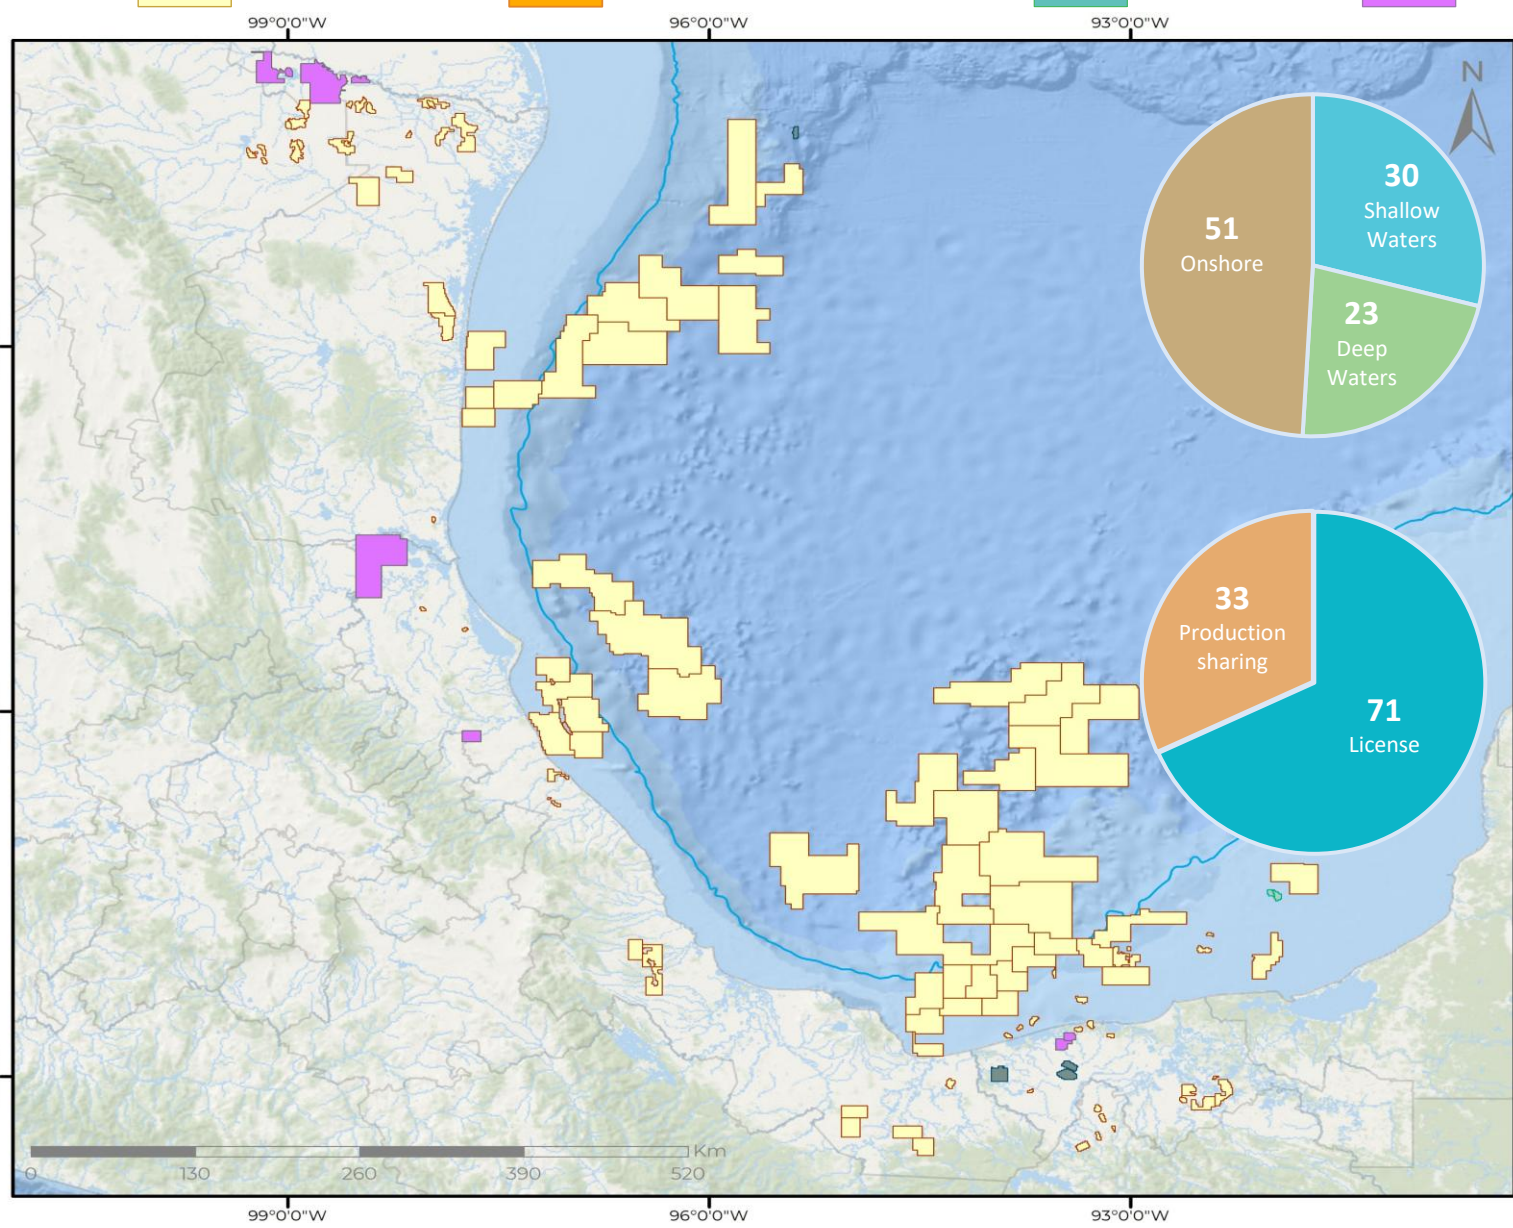 99°0'0"W
96°0'0"W
93°0'0"W
N
30
Shallow
Waters
51
Onshore
23
Deep
Waters
33
Production
sharing
71
License
Km
0
130
260
390
520
99°0'0"W
96°0'0"W
93°0'0"W